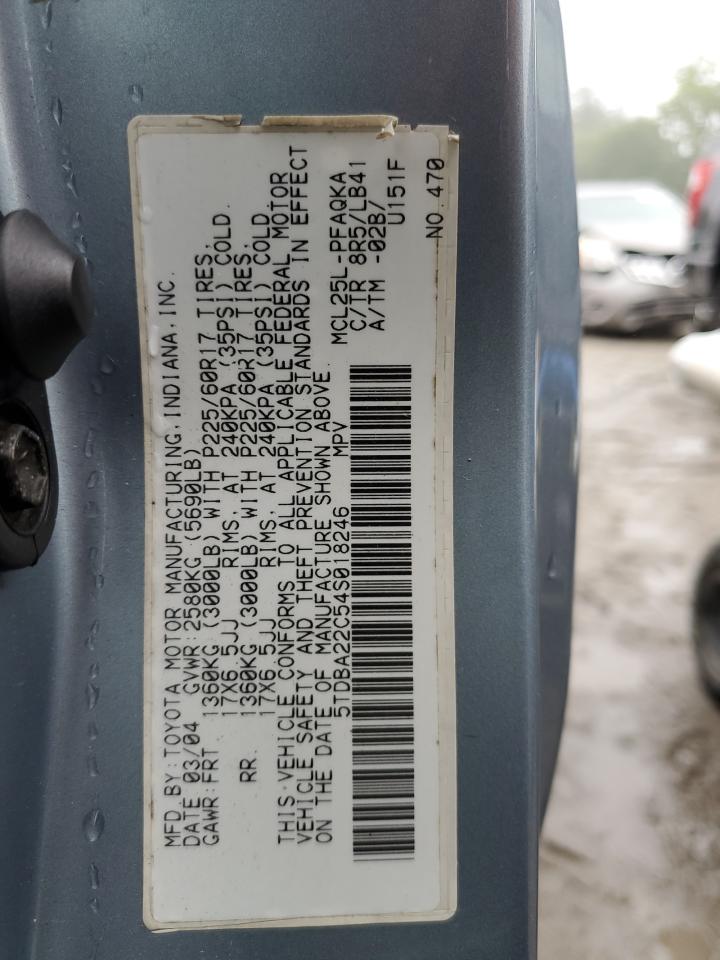 MFD.BY:TOYOTA MOTOR MANUFACTURING,INDIANA,INC.
DATE 03/04 GVWR:2580KG (5690LB)
GAWR:FRT 1360KG (3000LB) WITH P225/60R17 TIRES,
17X6.5JJ RIMS, AT 240KPA (35PSI) COLD.
RR. 1360KG (3000LB) WITH P225/60R17 TIRES,
17X6.5JJ RIMS, AT 240KPA (35PSI) COLD
THIS VEHICLE CONFORMS TO ALL APPLICABLE FEDERAL MOTOR
VEHICLE SAFETY AND THEFT PREVENTION STANDARDS IN EFFECT
ON THE DATE OF MANUFACTURE SHOWN ABOVE.
5TDBA22C54S018246 MPV MCL25L-PFAQKA
C/TR 8R5/LB41
A/TM -02B/
U151F
NO.470